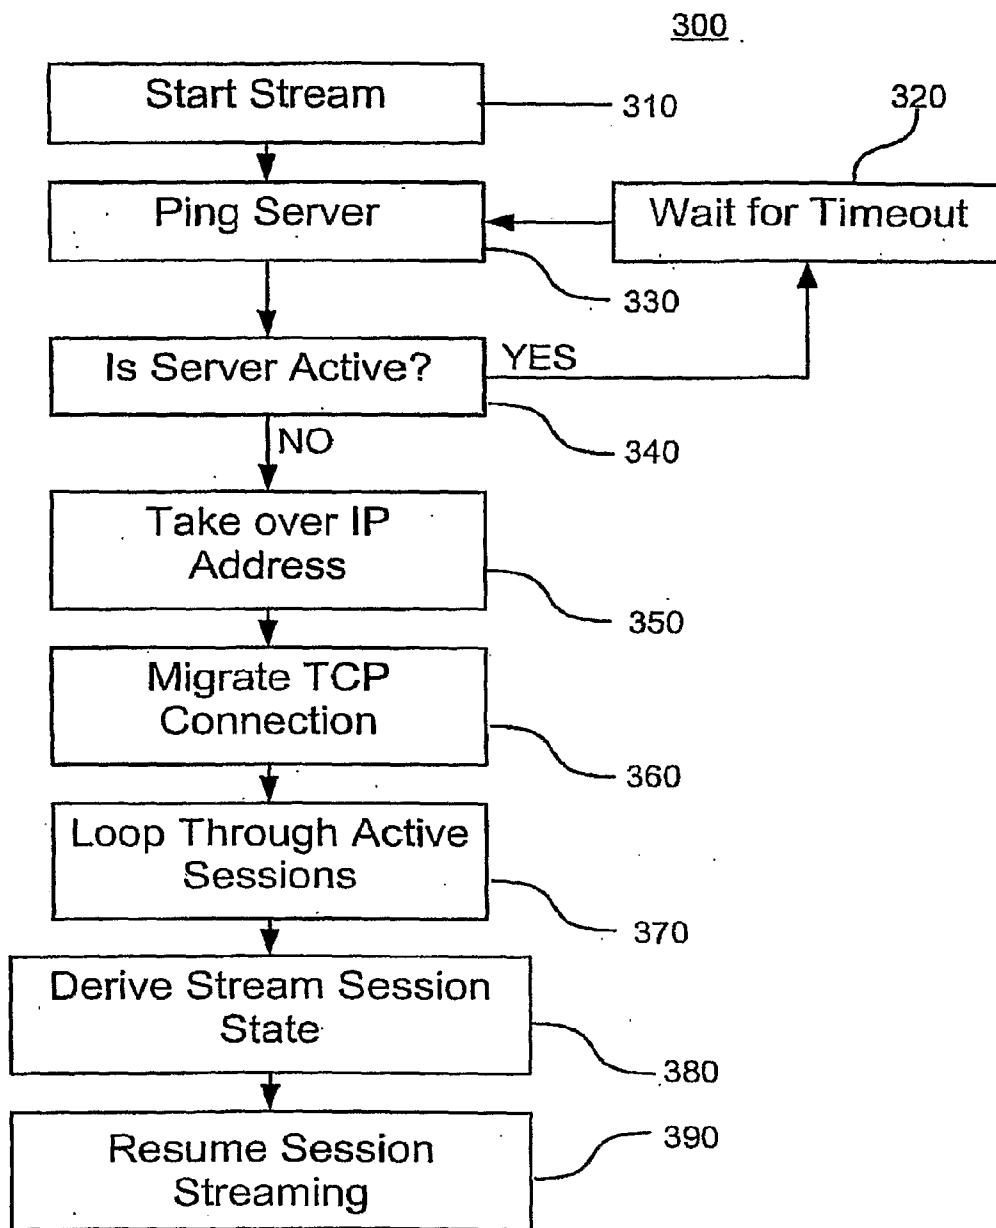 300
Start Stream
310
320
Ping Server
Wait for Timeout
330
Is Server Active?
YES
340
NO
Take over IP
Address
350
Migrate TCP
Connection
360
Loop Through Active
Sessions
370
Derive Stream Session
State
380
Resume Session
Streaming
390